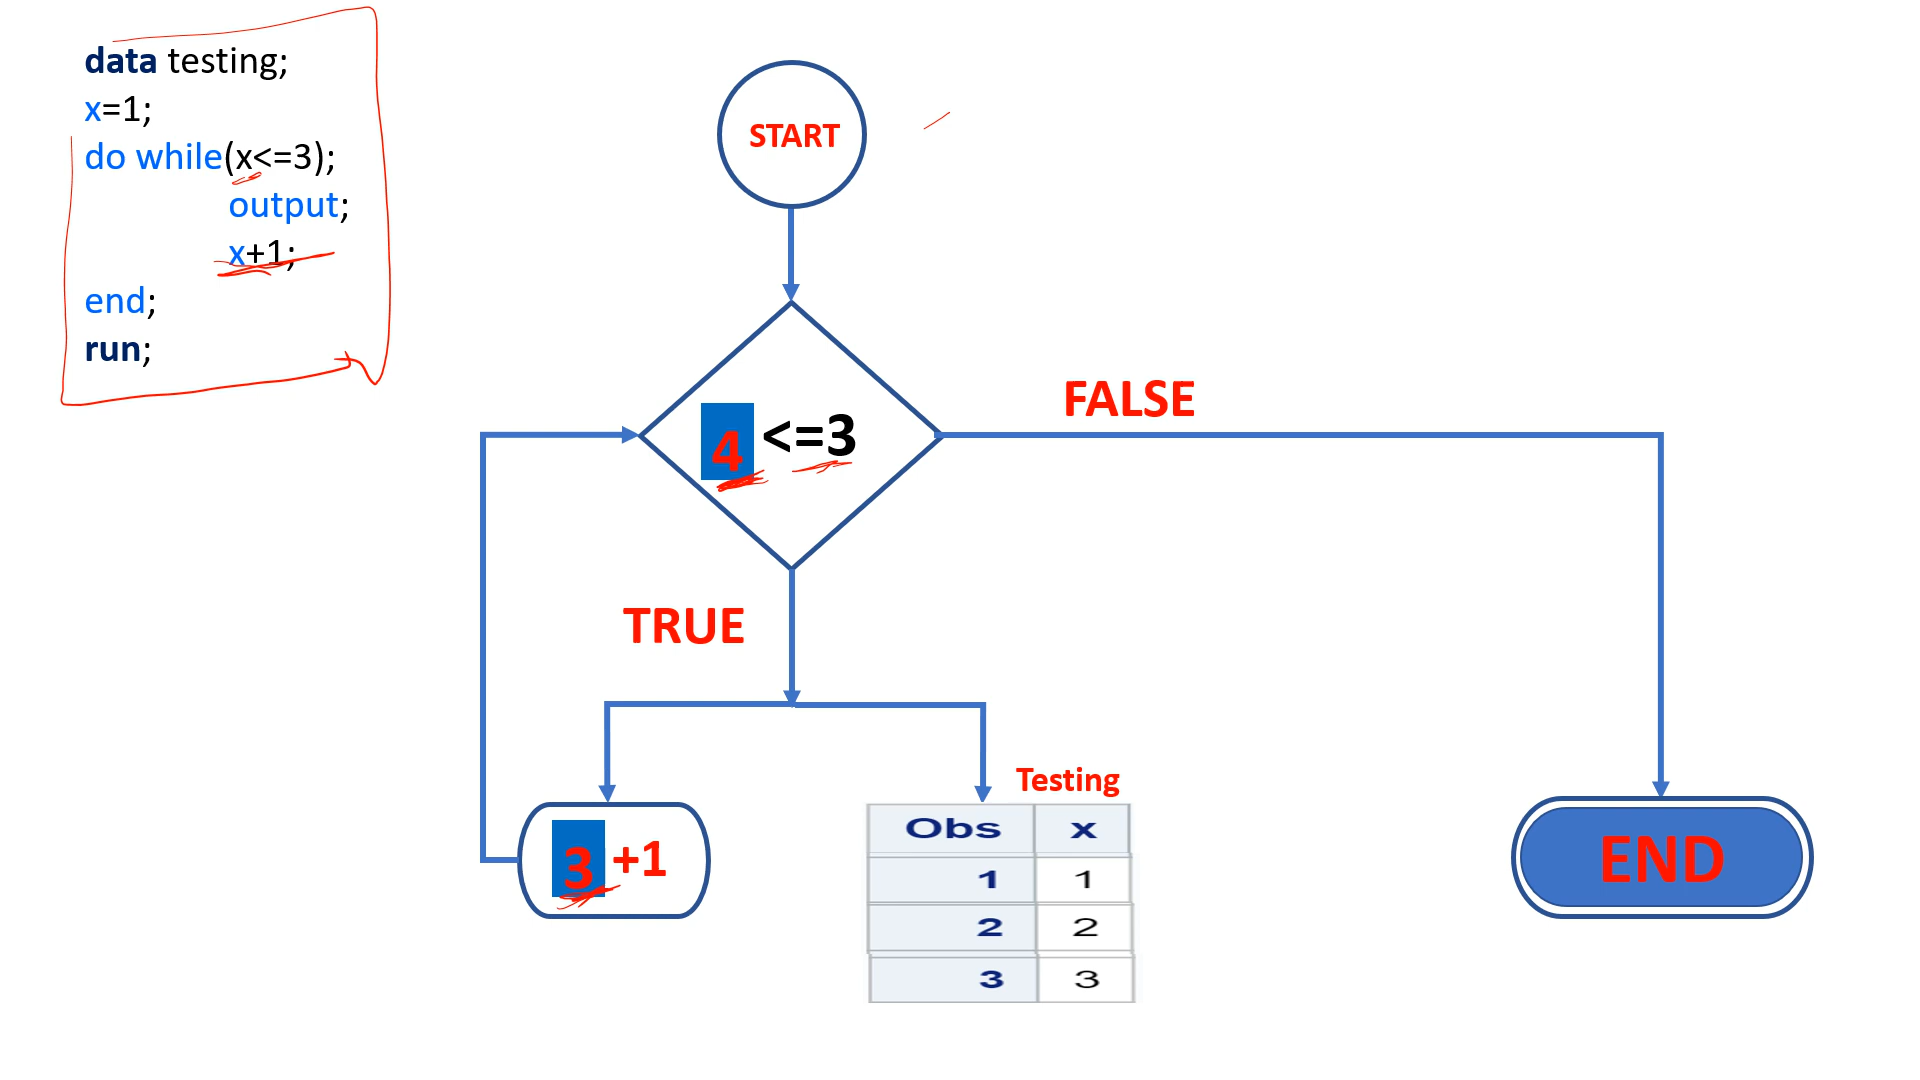 data testing;
x=1;
do while(x<=3);
output;
x+1;
end;
run;
START
4 <=3
FALSE
TRUE
3 +1
Testing
Obs x
1 1
2 2
3 3
END